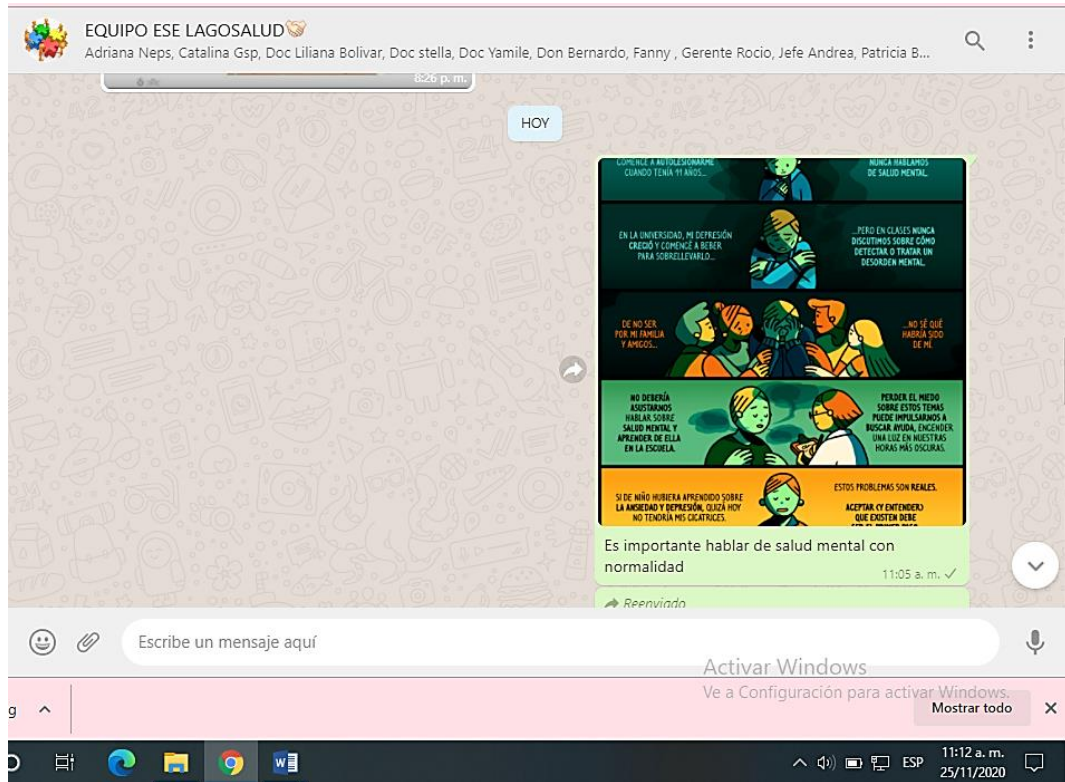 EQUIPO ESE LAGOSALUD
Adriana Neps, Catalina Gsp, Doc Liliana Bolivar, Doc stella, Doc Yamile, Don Bernardo, Fanny , Gerente Rocio, Jefe Andrea, Patricia B...
8:26 p. m.
HOY
COMENCÉ A AUTOLESIONARME
CUANDO TENÍA 11 AÑOS...
NUNCA HABLAMOS
DE SALUD MENTAL.
EN LA UNIVERSIDAD, MI DEPRESIÓN
CRECIÓ Y COMENCÉ A BEBER
PARA SOBRELLEVARLO...
...PERO EN CLASES NUNCA
DISCUTIMOS SOBRE CÓMO
DETECTAR O TRATAR UN
DESORDEN MENTAL.
DE NO SER
POR MI FAMILIA
Y AMIGOS...
...NO SÉ QUÉ
HABRÍA SIDO
DE MÍ.
NO DEBERÍA
ASUSTARNOS
HABLAR SOBRE
SALUD MENTAL Y
APRENDER DE ELLA
EN LA ESCUELA.
PERDER EL MIEDO
SOBRE ESTOS TEMAS
PUEDE IMPULSARNOS A
BUSCAR AYUDA, ENCENDER
UNA LUZ EN NUESTRAS
HORAS MÁS OSCURAS.
SI DE NIÑO HUBIERA APRENDIDO SOBRE
LA ANSIEDAD Y DEPRESIÓN, QUIZÁ HOY
NO TENDRÍA MIS CICATRICES.
ESTOS PROBLEMAS SON REALES.
ACEPTAR (Y ENTENDER)
QUE EXISTEN DEBE
SER EL PRIMER PASO
Es importante hablar de salud mental con
normalidad
11:05 a. m.
Reenviado
Escribe un mensaje aquí
Activar Windows
Ve a Configuración para activar Windows.
g
Mostrar todo
ESP
11:12 a. m.
25/11/2020